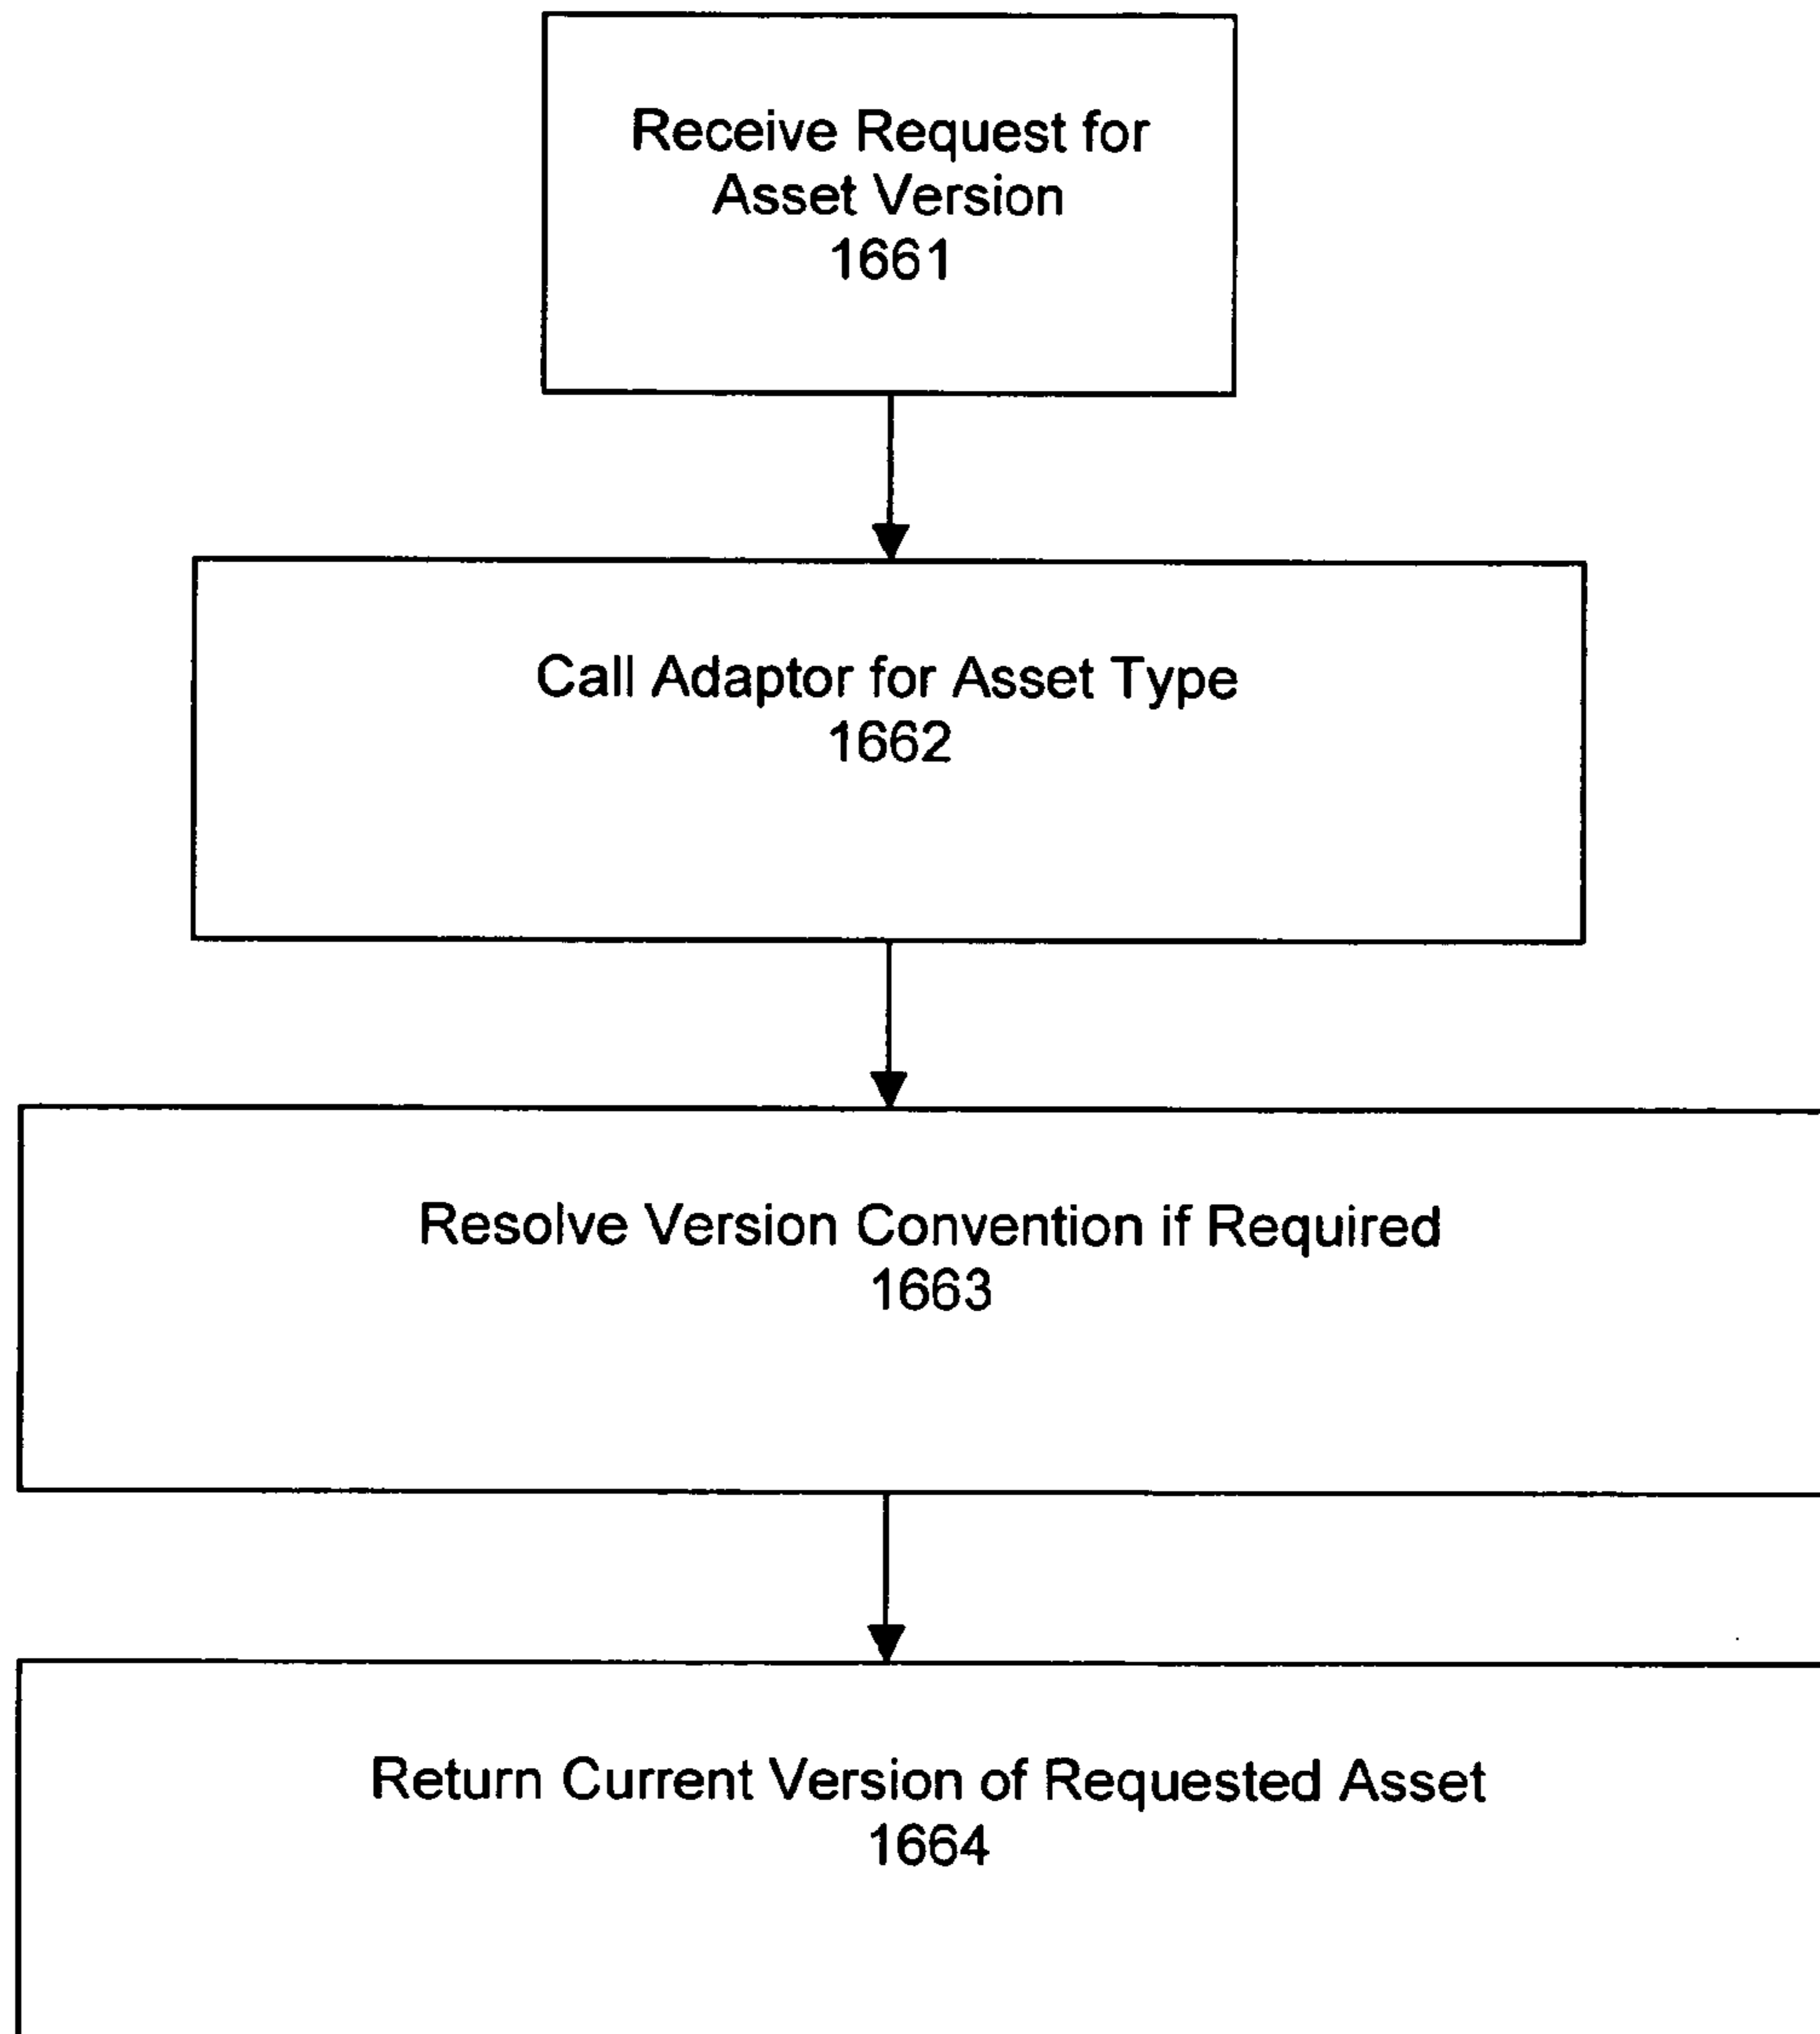 Receive Request for
Asset Version
1661
Call Adaptor for Asset Type
1662
Resolve Version Convention if Required
1663
Return Current Version of Requested Asset
1664